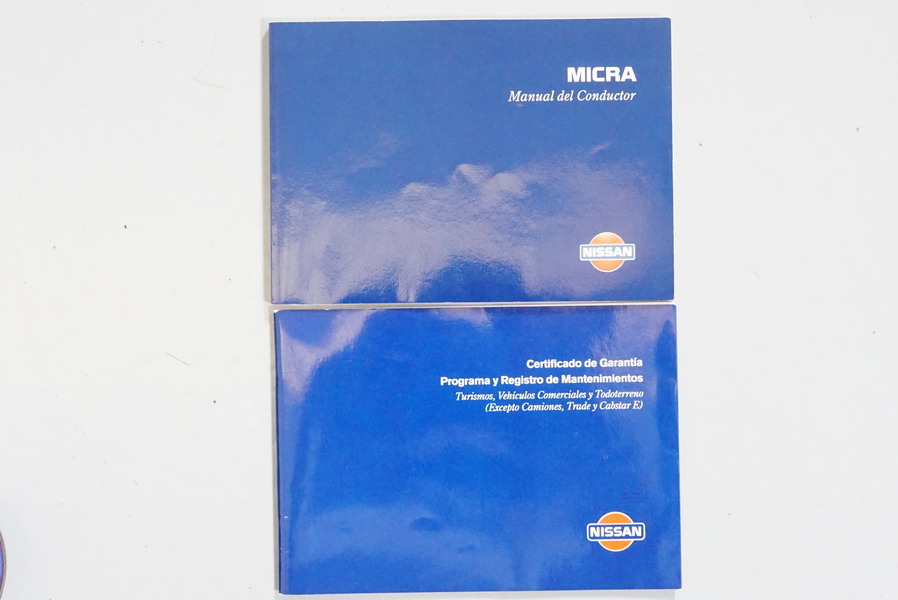 MICRA
Manual del Conductor
NISSAN
Certificado de Garantía
Programa y Registro de Mantenimientos
Turismos, Vehículos Comerciales y Todoterreno
(Excepto Camiones, Trade y Cabstar E)
NISSAN